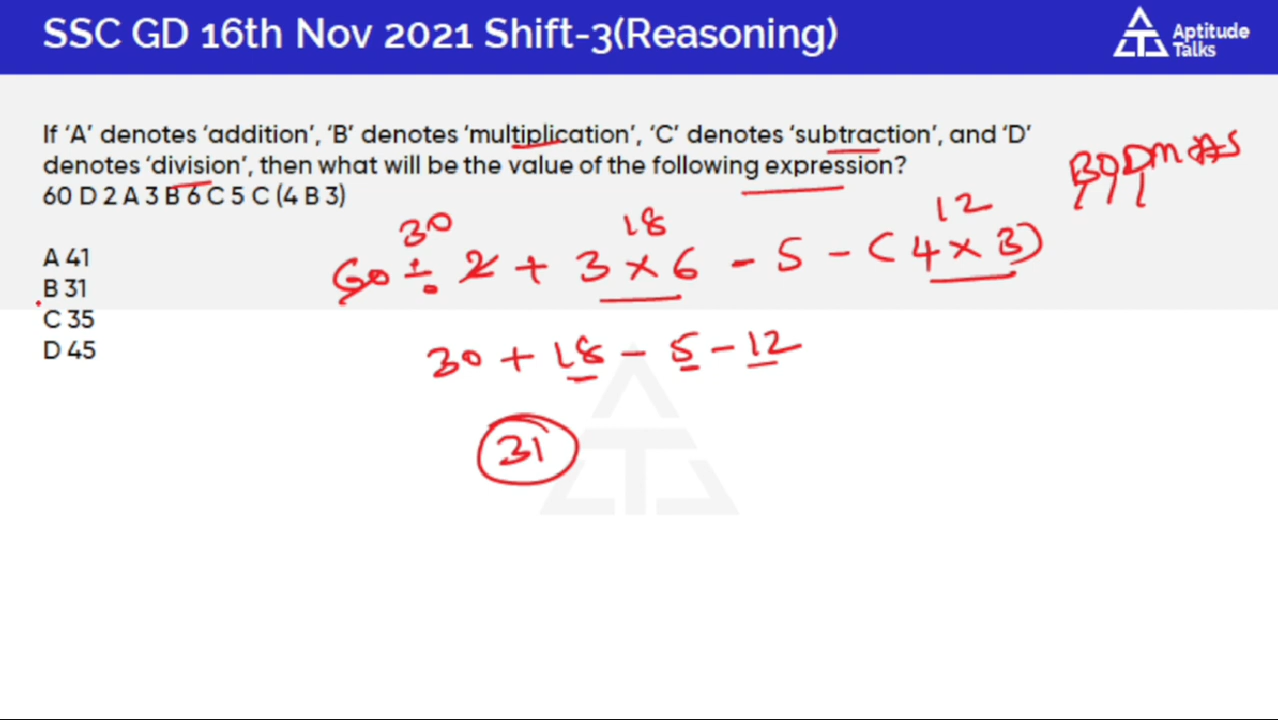 SSC GD 16th Nov 2021 Shift-3(Reasoning)
Aptitude
Talks
If ‘A’ denotes ‘addition’, ‘B’ denotes ‘multiplication’, ‘C’ denotes ‘subtraction’, and ‘D’
denotes ‘division’, then what will be the value of the following expression?
BODMAS
60 D 2 A 3 B 6 C 5 C (4 B 3)
30 18 12
60 ÷ 2 + 3 × 6 - 5 - (4 × 3)
A 41
B 31
C 35
D 45
30 + 18 - 5 - 12
31